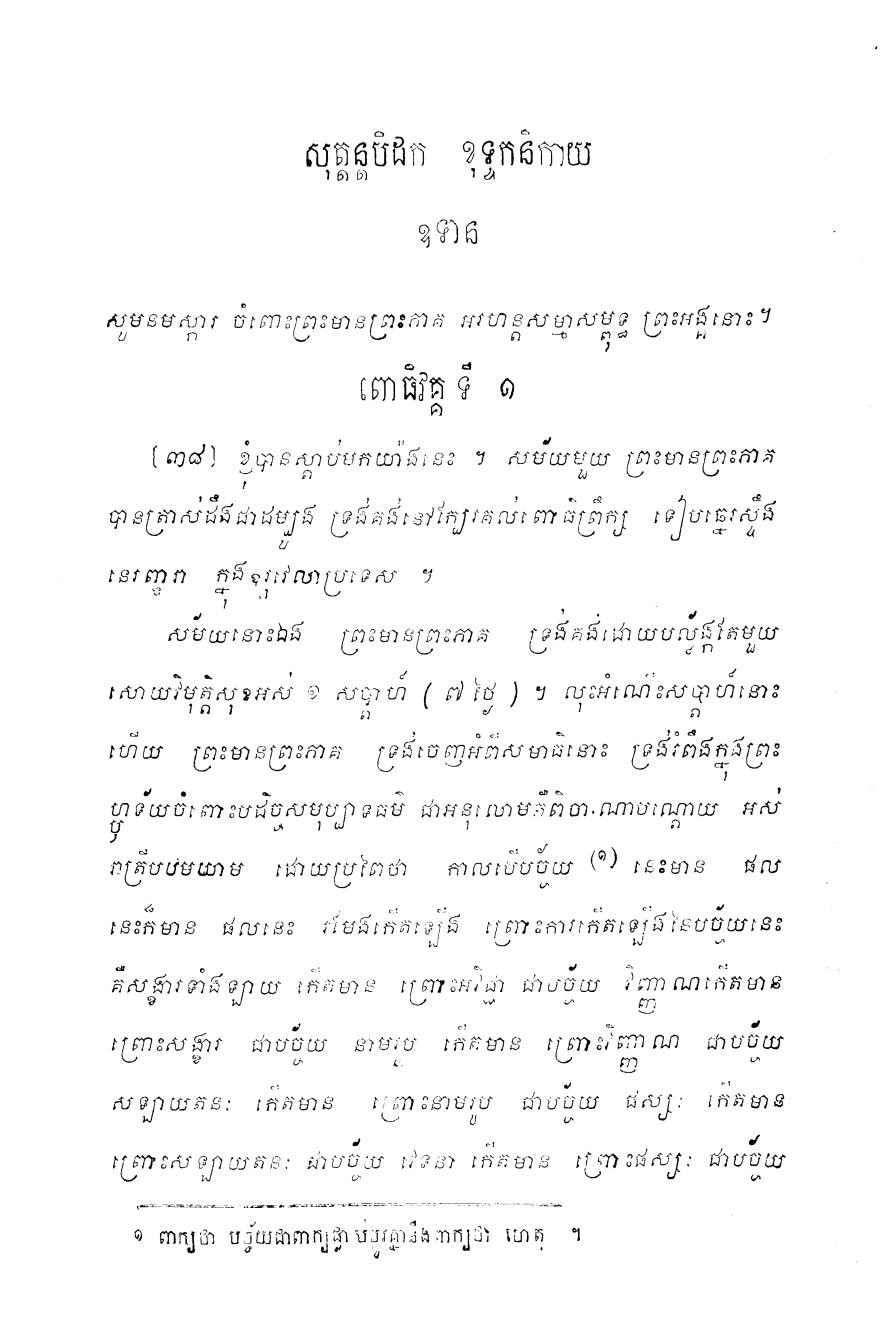 សុត្តន្តបិដក ខុទ្ទកនិកាយ
ឧទាន
សូមនមស្ការ ចំពោះព្រះមានព្រះភាគ អរហន្តសម្មាសម្ពុទ្ធ ព្រះអង្គនោះ។
ពោធិវគ្គ ទី ១
[៣៨] ខ្ញុំបានស្តាប់មកយ៉ាងនេះ ។ សម័យមួយ ព្រះមានព្រះភាគ
បានត្រាស់ដឹងជាដម្បូង ទ្រង់គង់នៅក្បែរគល់ពោធិព្រឹក្ស ទៀបឆ្នេរស្ទឹង
នេរញ្ជរា ក្នុងឧរុវេលាប្រទេស ។
សម័យនោះឯង ព្រះមានព្រះភាគ ទ្រង់គង់ដោយបល្ល័ង្កតែមួយ
សោយវិមុត្តិសុខអស់ ១ សប្តាហ៍ ( ៧ ថ្ងៃ ) ។ លុះអំណើះសប្តាហ៍នោះ
ហើយ ព្រះមានព្រះភាគ ទ្រង់ចេញអំពីសមាធិនោះ ទ្រង់រំពឹងក្នុងព្រះ
ហ្ឫទ័យចំពោះបដិច្ចសមុប្បាទធម៌ ជាអនុលោមគឺពិចារណាបណ្តោយ អស់
រាត្រីបឋមយាម ដោយប្រពៃថា កាលបើបច្ច័យ (១) នេះមាន ផល
នេះក៏មាន ផលនេះ រមែងកើតឡើង ព្រោះការកើតឡើងនៃបច្ច័យនេះ
គឺសង្ខារទាំងឡាយ កើតមាន ព្រោះអវិជ្ជា ជាបច្ច័យ វិញ្ញាណកើតមាន
ព្រោះសង្ខារ ជាបច្ច័យ នាមរូប កើតមាន ព្រោះវិញ្ញាណ ជាបច្ច័យ
សឡាយតនៈ កើតមាន ព្រោះនាមរូប ជាបច្ច័យ ផស្សៈ កើតមាន
ព្រោះសឡាយតនៈ ជាបច្ច័យ វេទនា កើតមាន ព្រោះផស្សៈ ជាបច្ច័យ
១ ពាក្យថា បច្ច័យជាពាក្យផ្លាប់ប្តូរគ្នានឹងពាក្យថា ហេតុ ។